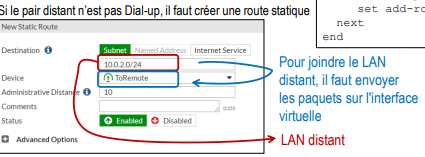 Si le pair distant n'est pas Dial-up, il faut créer une route statique
set add-ro
next
end
New Static Route
Destination
Subnet Named Address Internet Service
10.0.2.0/24
Device
ToRemote
Administrative Distance
10
Comments
0/255
Status
Enabled Disabled
Advanced Options
Pour joindre le LAN
distant, il faut envoyer
les paquets sur l'interface
virtuelle
LAN distant